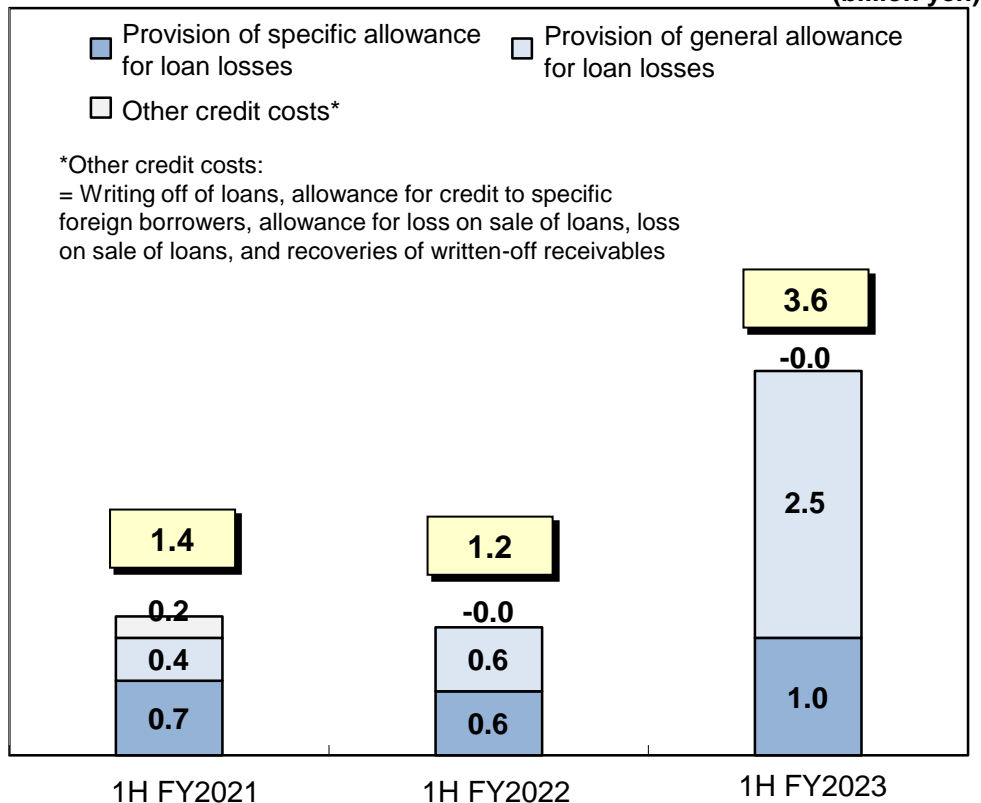 (billion yen)
Provision of specific allowance
for loan losses
Provision of general allowance
for loan losses
Other credit costs*
*Other credit costs:
= Writing off of loans, allowance for credit to specific
foreign borrowers, allowance for loss on sale of loans, loss
on sale of loans, and recoveries of written-off receivables
3.6
-0.0
2.5
1.0
1.4
0.2
0.4
0.7
1.2
-0.0
0.6
0.6
1H FY2021
1H FY2022
1H FY2023